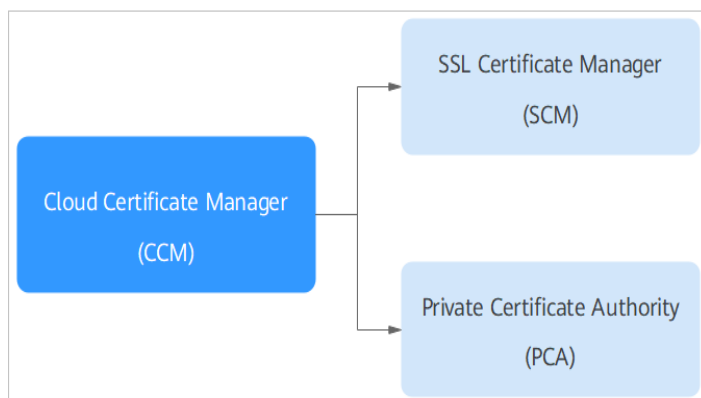 SSL Certificate Manager
(SCM)
Cloud Certificate Manager
(CCM)
Private Certificate Authority
(PCA)